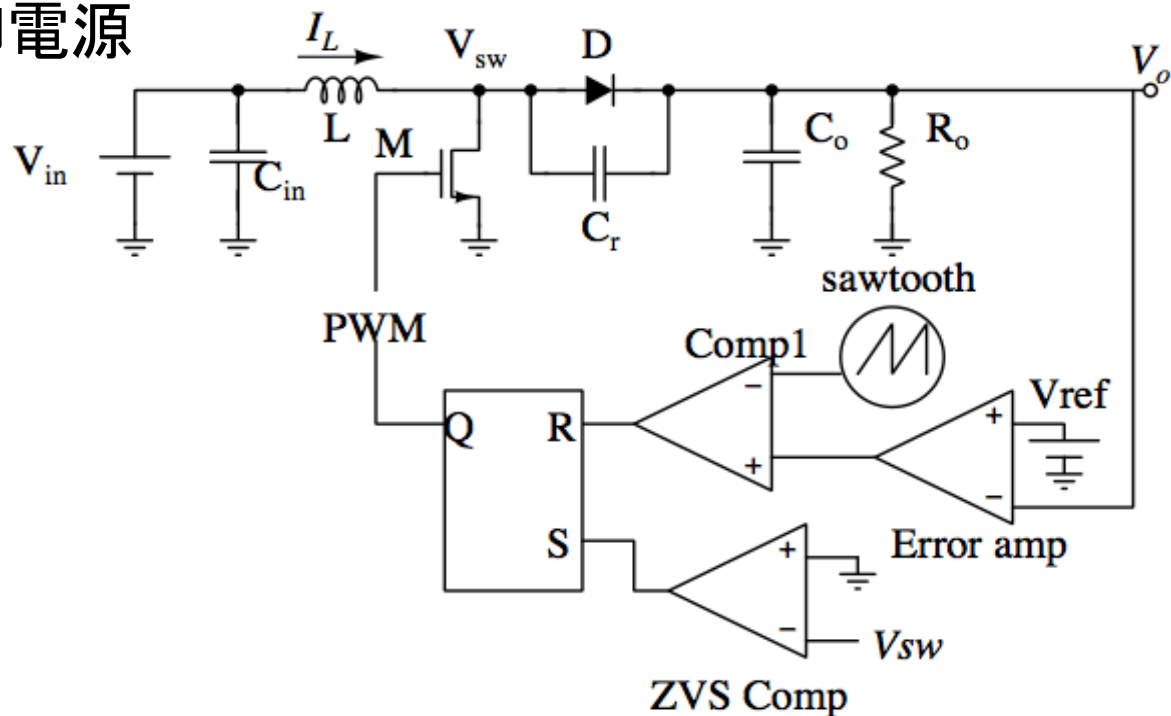 電源
I_L
V_sw
D
V_o
L
M
C_o
R_o
V_in
C_in
C_r
sawtooth
PWM
Comp1
−
Vref
+
Q
R
+
−
S
+
Error amp
−
Vsw
ZVS Comp